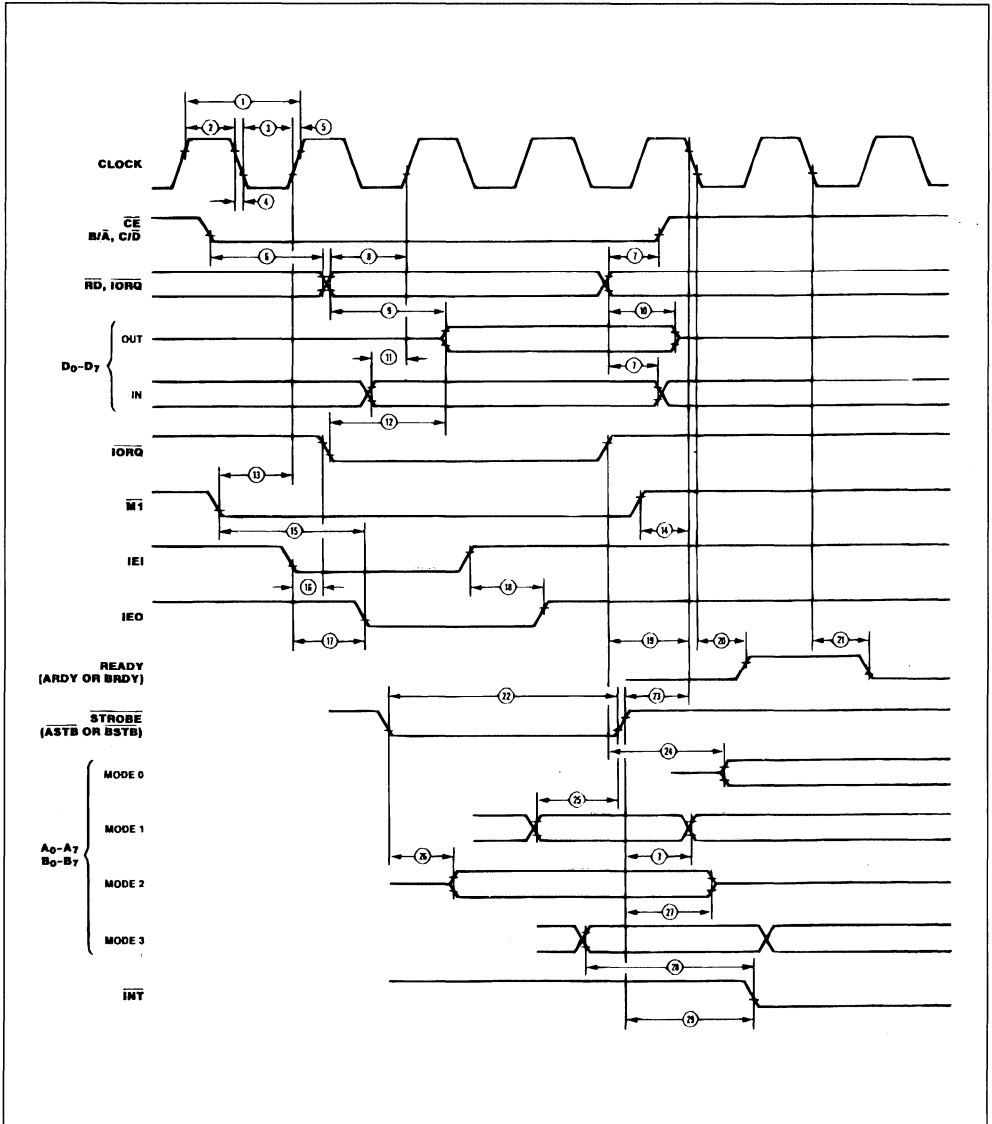 1
2 3 5
CLOCK
4
CE
B/A, C/D
6 8 7
RD, IORQ
9 10
OUT
11
D0-D7
7
IN
12
IORQ
13
M1
15 14
IEI
16 18
IEO
17 19 20 21
READY
(ARDY OR BRDY)
22 23
STROBE
(ASTB OR BSTB)
24
MODE 0
25
MODE 1
A0-A7
B0-B7
26 7
MODE 2
27
MODE 3
28
INT
29